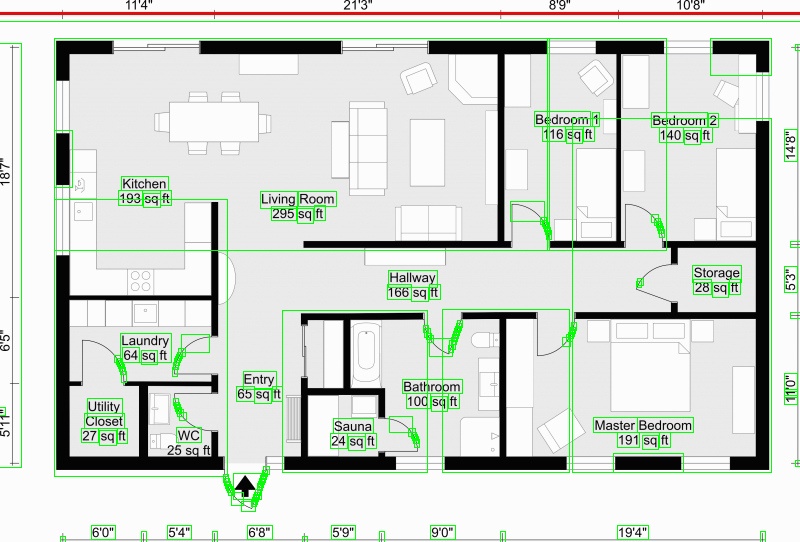 11'4"
21'3"
8'9"
10'8"
18'7"
14'8"
Bedroom 1
116 sq ft
Bedroom 2
140 sq ft
Kitchen
193 sq ft
Living Room
295 sq ft
Hallway
166 sq ft
Storage
28 sq ft
5'3"
Laundry
64 sq ft
6'5"
Entry
65 sq ft
Bathroom
100 sq ft
11'0"
Utility
Closet
27 sq ft
WC
25 sq ft
Sauna
24 sq ft
Master Bedroom
191 sq ft
5'11"
6'0"
5'4"
6'8"
5'9"
9'0"
19'4"